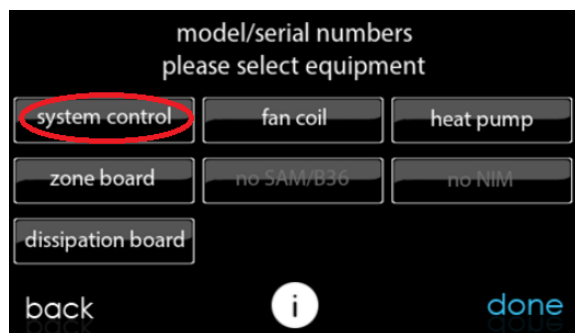 model/serial numbers
please select equipment
system control fan coil heat pump
zone board no SAM/B36 no NIM
dissipation board
back i done